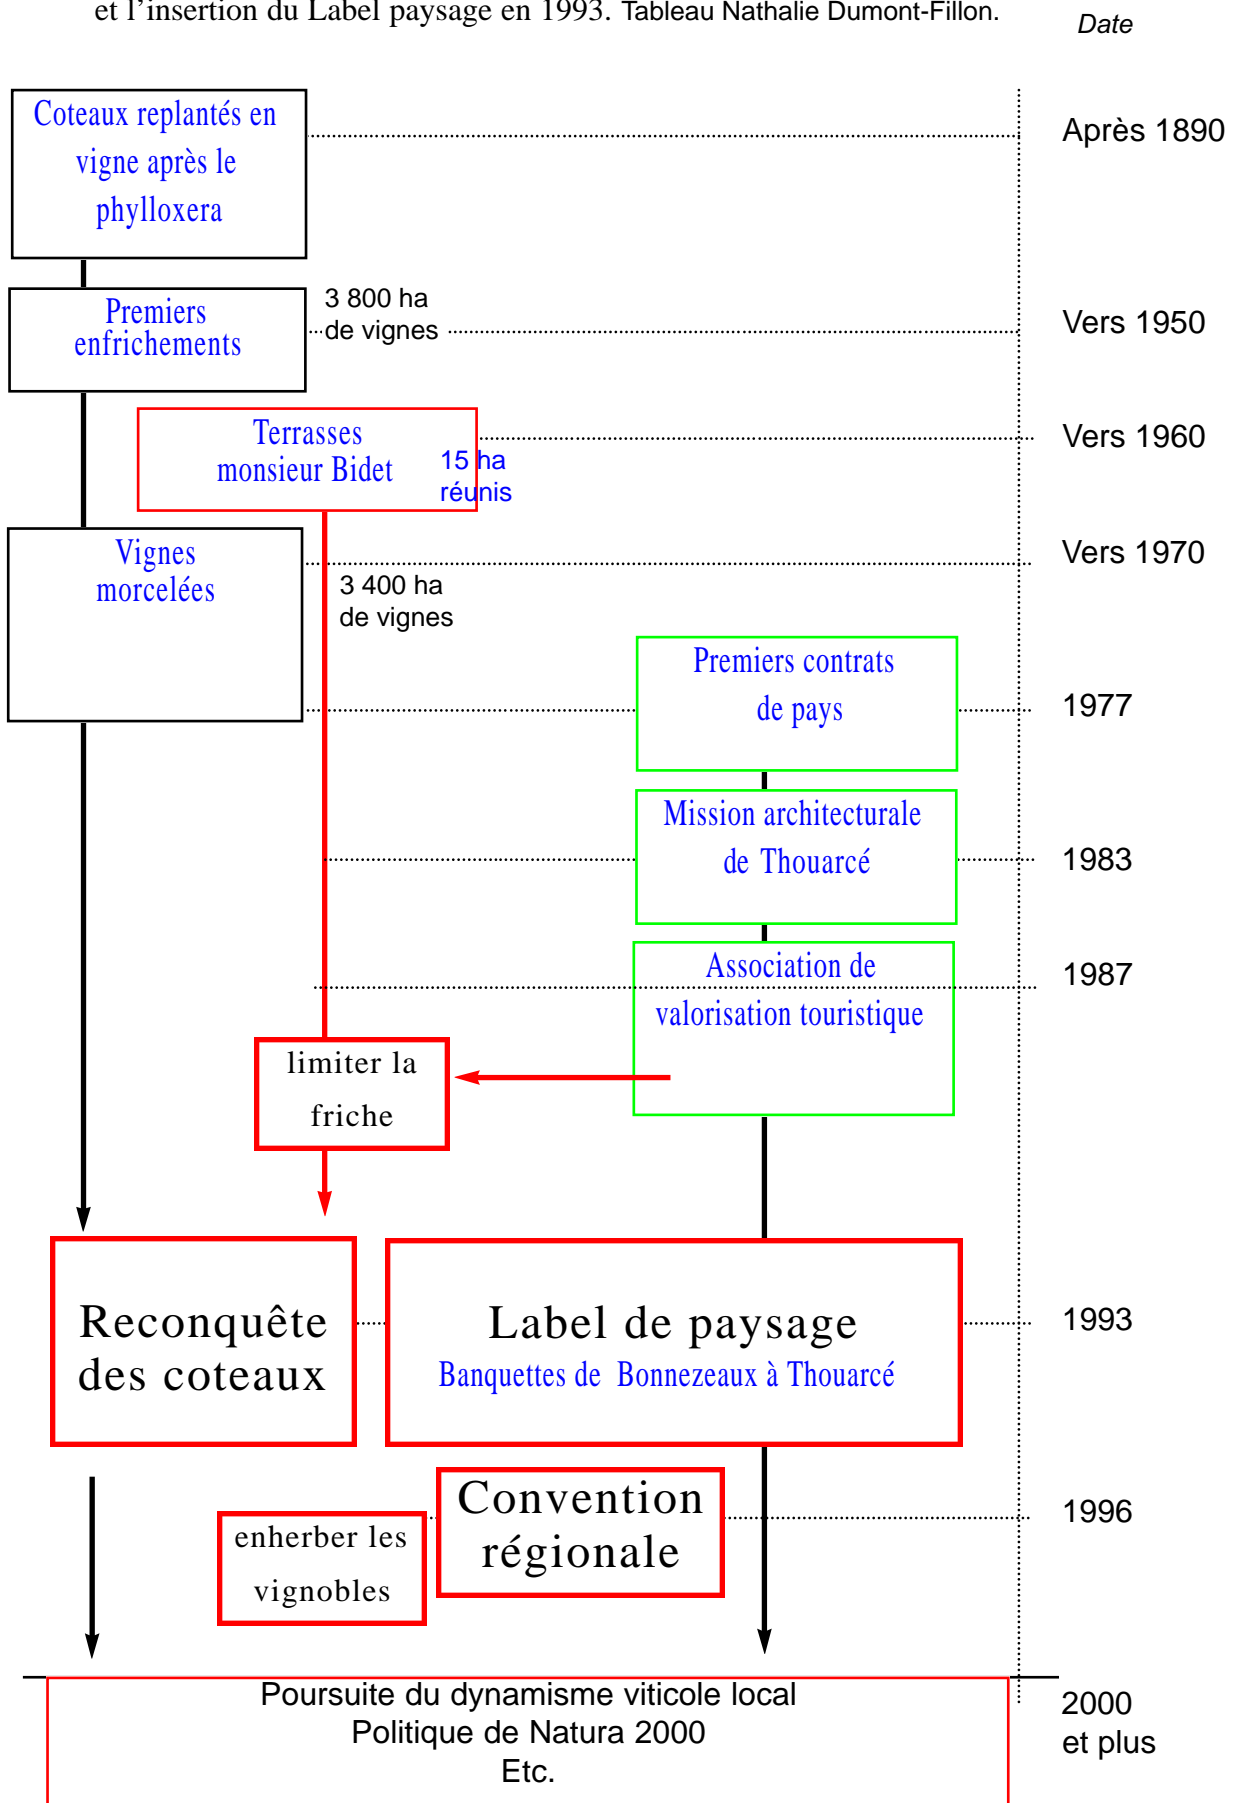 et l’insertion du Label paysage en 1993. Tableau Nathalie Dumont-Fillon.
Date
Coteaux replantés en
vigne après le
phylloxera
Après 1890
Premiers
enfrichements
3 800 ha
de vignes
Vers 1950
Terrasses
monsieur Bidet
15 ha
réunis
Vers 1960
Vignes
morcelées
3 400 ha
de vignes
Vers 1970
Premiers contrats
de pays
1977
Mission architecturale
de Thouarcé
1983
Association de
valorisation touristique
1987
limiter la
friche
Reconquête
des coteaux
Label de paysage
Banquettes de Bonnezeaux à Thouarcé
1993
Convention
régionale
1996
enherber les
vignobles
Poursuite du dynamisme viticole local
Politique de Natura 2000
Etc.
2000
et plus